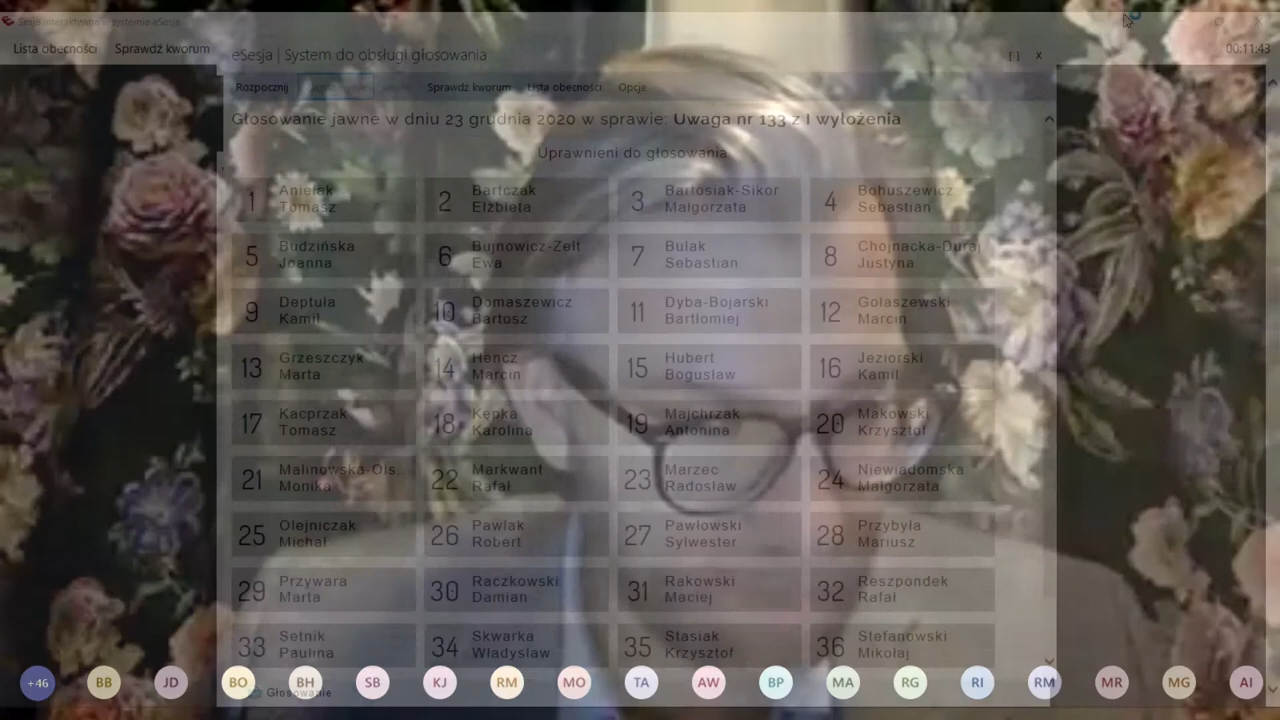 Sesja interaktywna w systemie eSesja
Lista obecności Sprawdź kworum
00:11:43
eSesja | System do obsługi głosowania
[ ] x
Rozpocznij Sprawdź kworum Lista obecności Opcje
Głosowanie jawne w dniu 23 grudnia 2020 w sprawie: Uwaga nr 133 z I wyłożenia
Uprawnieni do głosowania
1 Anielak Tomasz
2 Bartczak Elżbieta
3 Bartosiak-Sikor Małgorzata
4 Bohuszewicz Sebastian
5 Budzińska Joanna
6 Bujnowicz-Zelt Ewa
7 Bulak Sebastian
8 Chojnacka-Duraj Justyna
9 Deptuła Kamil
10 Domaszewicz Bartosz
11 Dyba-Bojarski Bartłomiej
12 Gołaszewski Marcin
13 Grzeszczyk Marta
14 Hencz Marcin
15 Hubert Bogusław
16 Jeziorski Kamil
17 Kacprzak Tomasz
18 Kępka Karolina
19 Majchrzak Antonina
20 Makowski Krzysztof
21 Malinowska-Ols... Monika
22 Markwant Rafał
23 Marzec Radosław
24 Niewiadomska Małgorzata
25 Olejniczak Michał
26 Pawlak Robert
27 Pawłowski Sylwester
28 Przybyła Mariusz
29 Przywara Marta
30 Raczkowski Damian
31 Rakowski Maciej
32 Reszpondek Rafał
33 Setnik Paulina
34 Skwarka Władysław
35 Stasiak Krzysztof
36 Stefanowski Mikołaj
+46 BB JD BO BH SB KJ RM MO TA AW BP MA RG RI RM MR MG AI
Głosowanie